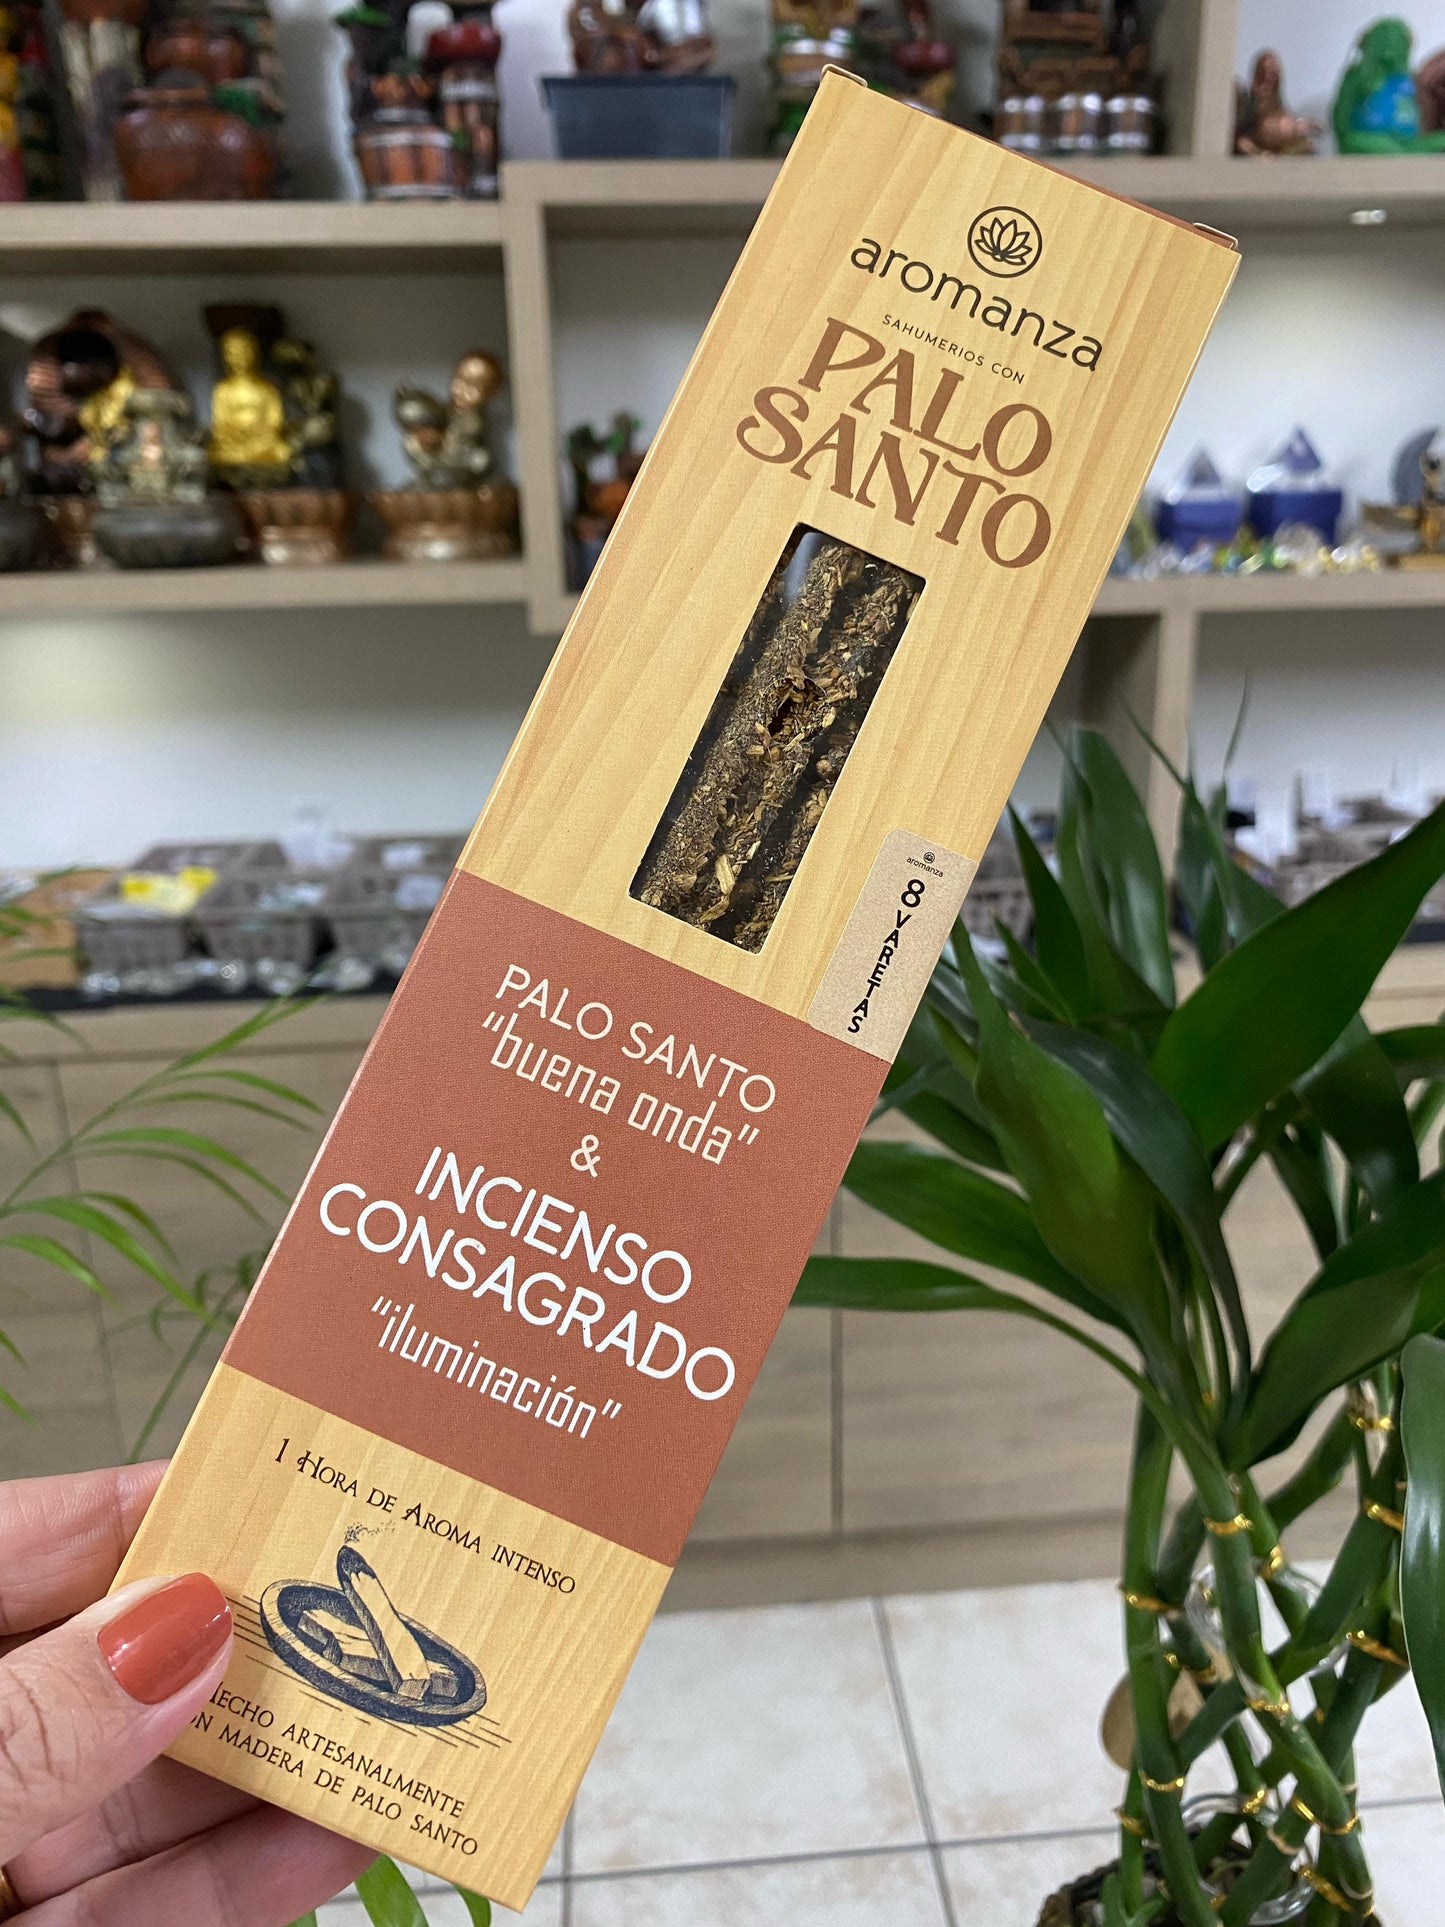 aromanza
SAHUMERIOS CON
PALO
SANTO
aromanza
8 VARETAS
PALO SANTO
"buena onda"
&
INCIENSO
CONSAGRADO
"iluminación"
1 HORA DE AROMA INTENSO
HECHO ARTESANALMENTE
MADERA DE PALO SANTO